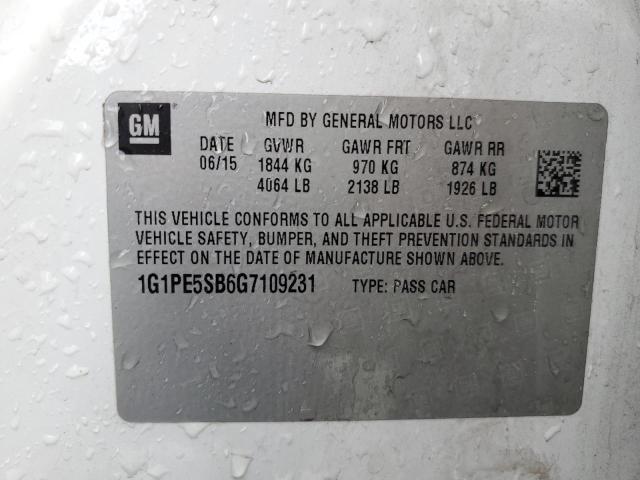 GM
MFD BY GENERAL MOTORS LLC
DATE GVWR GAWR FRT GAWR RR
06/15 1844 KG 970 KG 874 KG
4064 LB 2138 LB 1926 LB
THIS VEHICLE CONFORMS TO ALL APPLICABLE U.S. FEDERAL MOTOR
VEHICLE SAFETY, BUMPER, AND THEFT PREVENTION STANDARDS IN
EFFECT ON THE DATE OF MANUFACTURE SHOWN ABOVE.
1G1PE5SB6G7109231 TYPE: PASS CAR